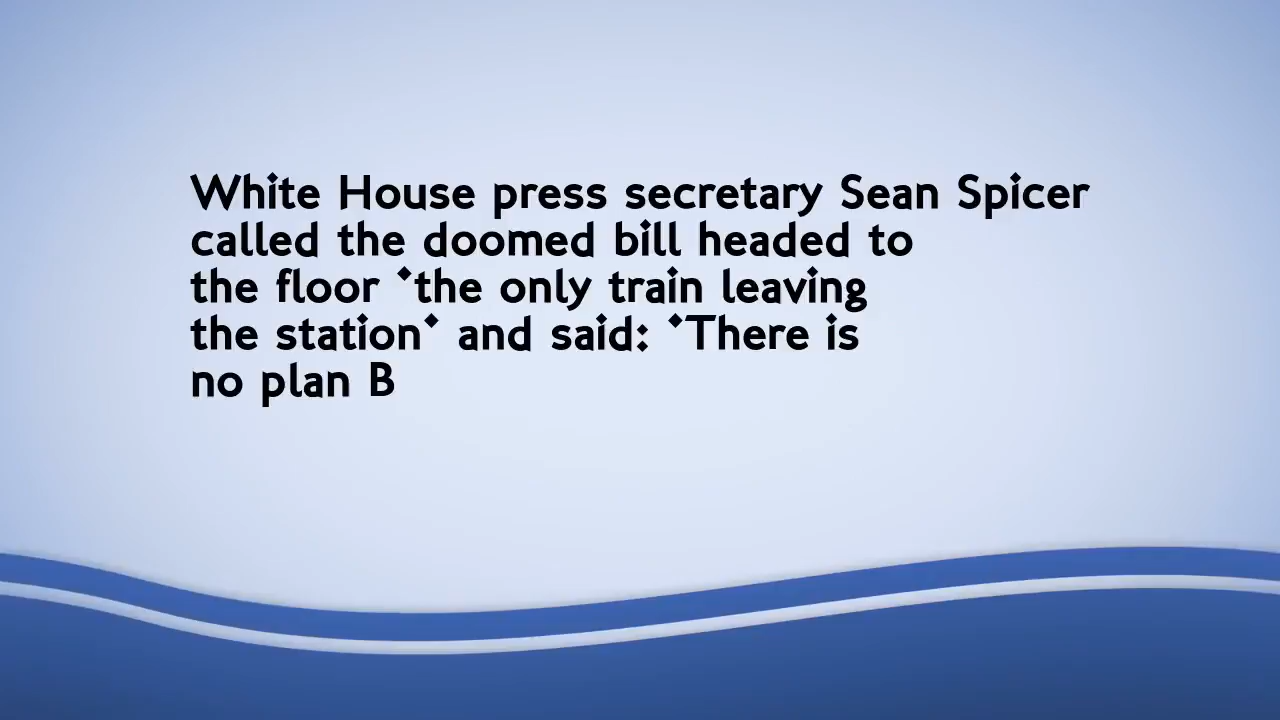 White House press secretary Sean Spicer
called the doomed bill headed to
the floor "the only train leaving
the station" and said: "There is
no plan B